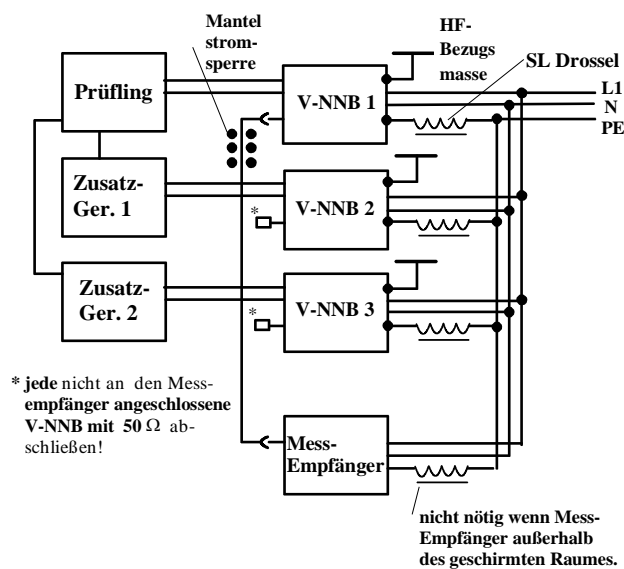 Mantel
strom-
sperre
HF-
Bezugs
masse
SL Drossel
Prüfling
V-NNB 1
L1
N
PE
Zusatz-
Ger. 1
*
V-NNB 2
Zusatz-
Ger. 2
*
V-NNB 3
* jede nicht an den Mess-
empfänger angeschlossene
V-NNB mit 50 Ω ab-
schließen!
Mess-
Empfänger
nicht nötig wenn Mess-
Empfänger außerhalb
des geschirmten Raumes.